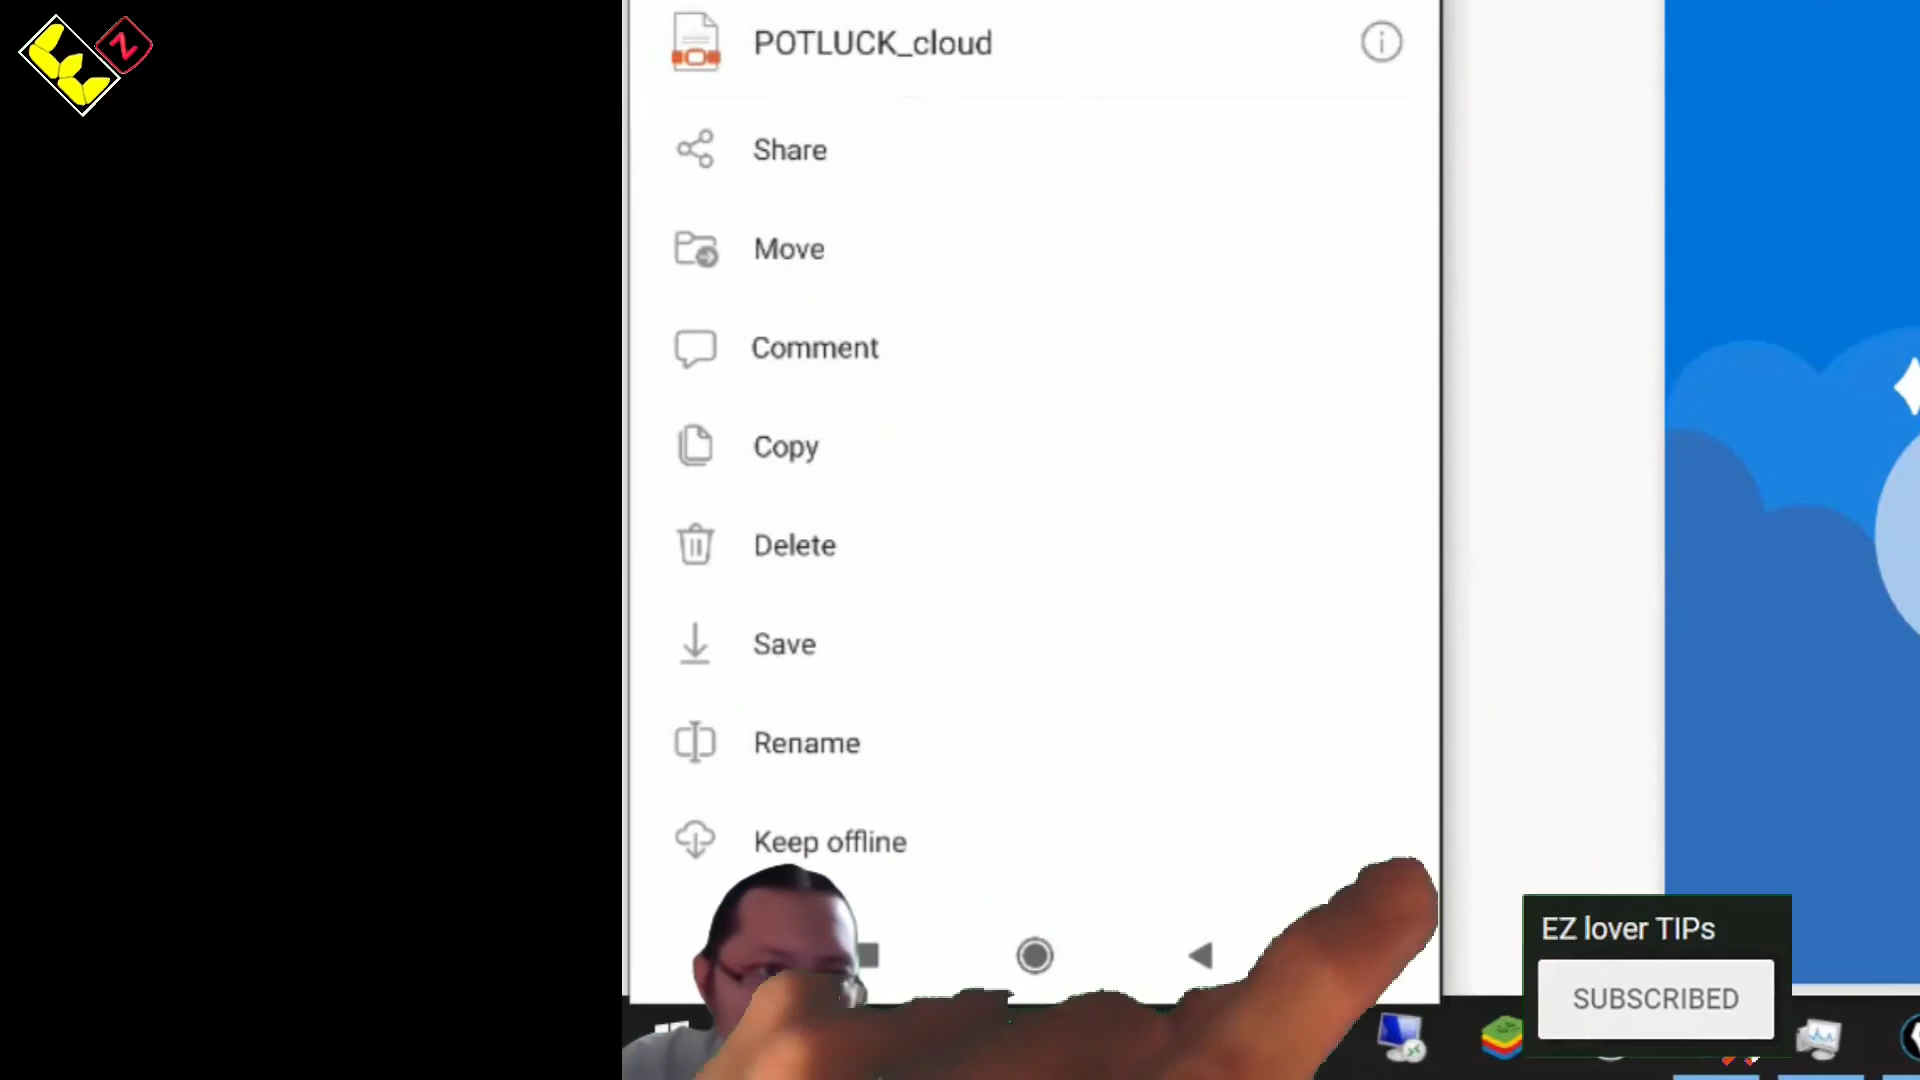 Z
POTLUCK_cloud
Share
Move
Comment
Copy
Delete
Save
Rename
Keep offline
EZ lover TIPs
SUBSCRIBED